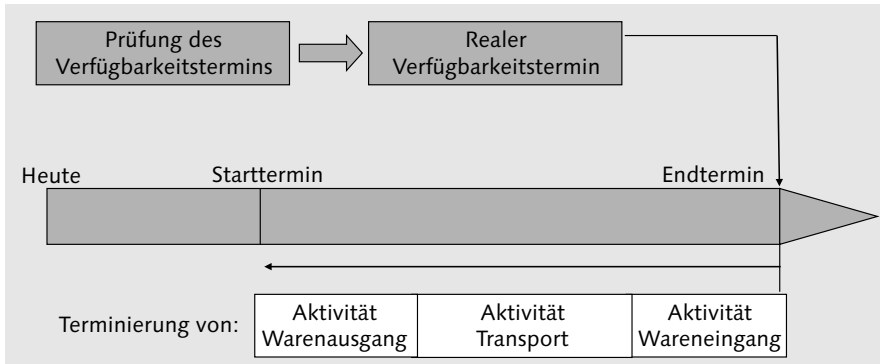 Prüfung des
Verfügbarkeitstermins
Realer
Verfügbarkeitstermin
Heute
Starttermin
Endtermin
Terminierung von:
Aktivität
Warenausgang
Aktivität
Transport
Aktivität
Wareneingang